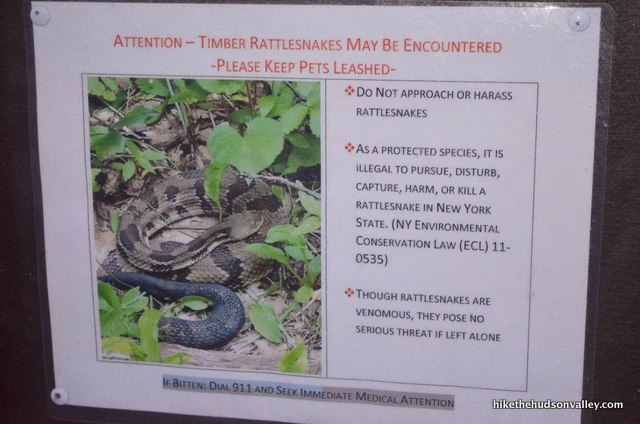 ATTENTION – TIMBER RATTLESNAKES MAY BE ENCOUNTERED
-PLEASE KEEP PETS LEASHED-
❖DO NOT APPROACH OR HARASS
RATTLESNAKES
❖AS A PROTECTED SPECIES, IT IS
ILLEGAL TO PURSUE, DISTURB,
CAPTURE, HARM, OR KILL A
RATTLESNAKE IN NEW YORK
STATE. (NY ENVIRONMENTAL
CONSERVATION LAW (ECL) 11-
0535)
❖THOUGH RATTLESNAKES ARE
VENOMOUS, THEY POSE NO
SERIOUS THREAT IF LEFT ALONE
IF BITTEN: DIAL 911 AND SEEK IMMEDIATE MEDICAL ATTENTION
hikethehudsonvalley.com